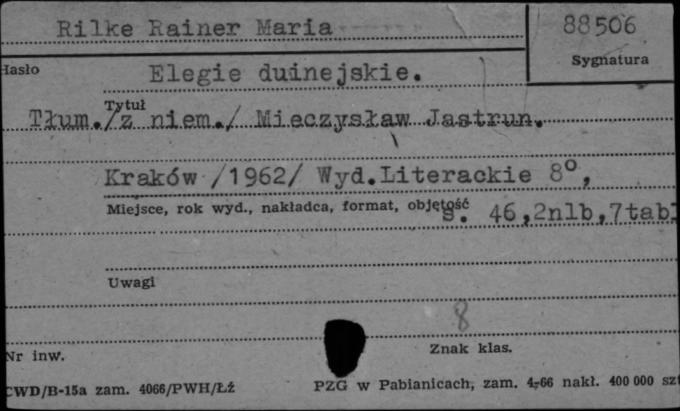 Rilke Rainer Maria
88506
Sygnatura
Hasło
Elegie duinejskie.
Tytuł
Tłum./z niem./ Mieczysław Jastrun.
Kraków /1962/ Wyd.Literackie 8°,
Miejsce, rok wyd., nakładca, format, objętość
s. 46,2nlb,7tabl
Uwagi
8
Nr inw.
Znak klas.
CWD/B-15a zam. 4066/PWH/Łź
PZG w Pabianicach, zam. 4-66 nakł. 400 000 szt